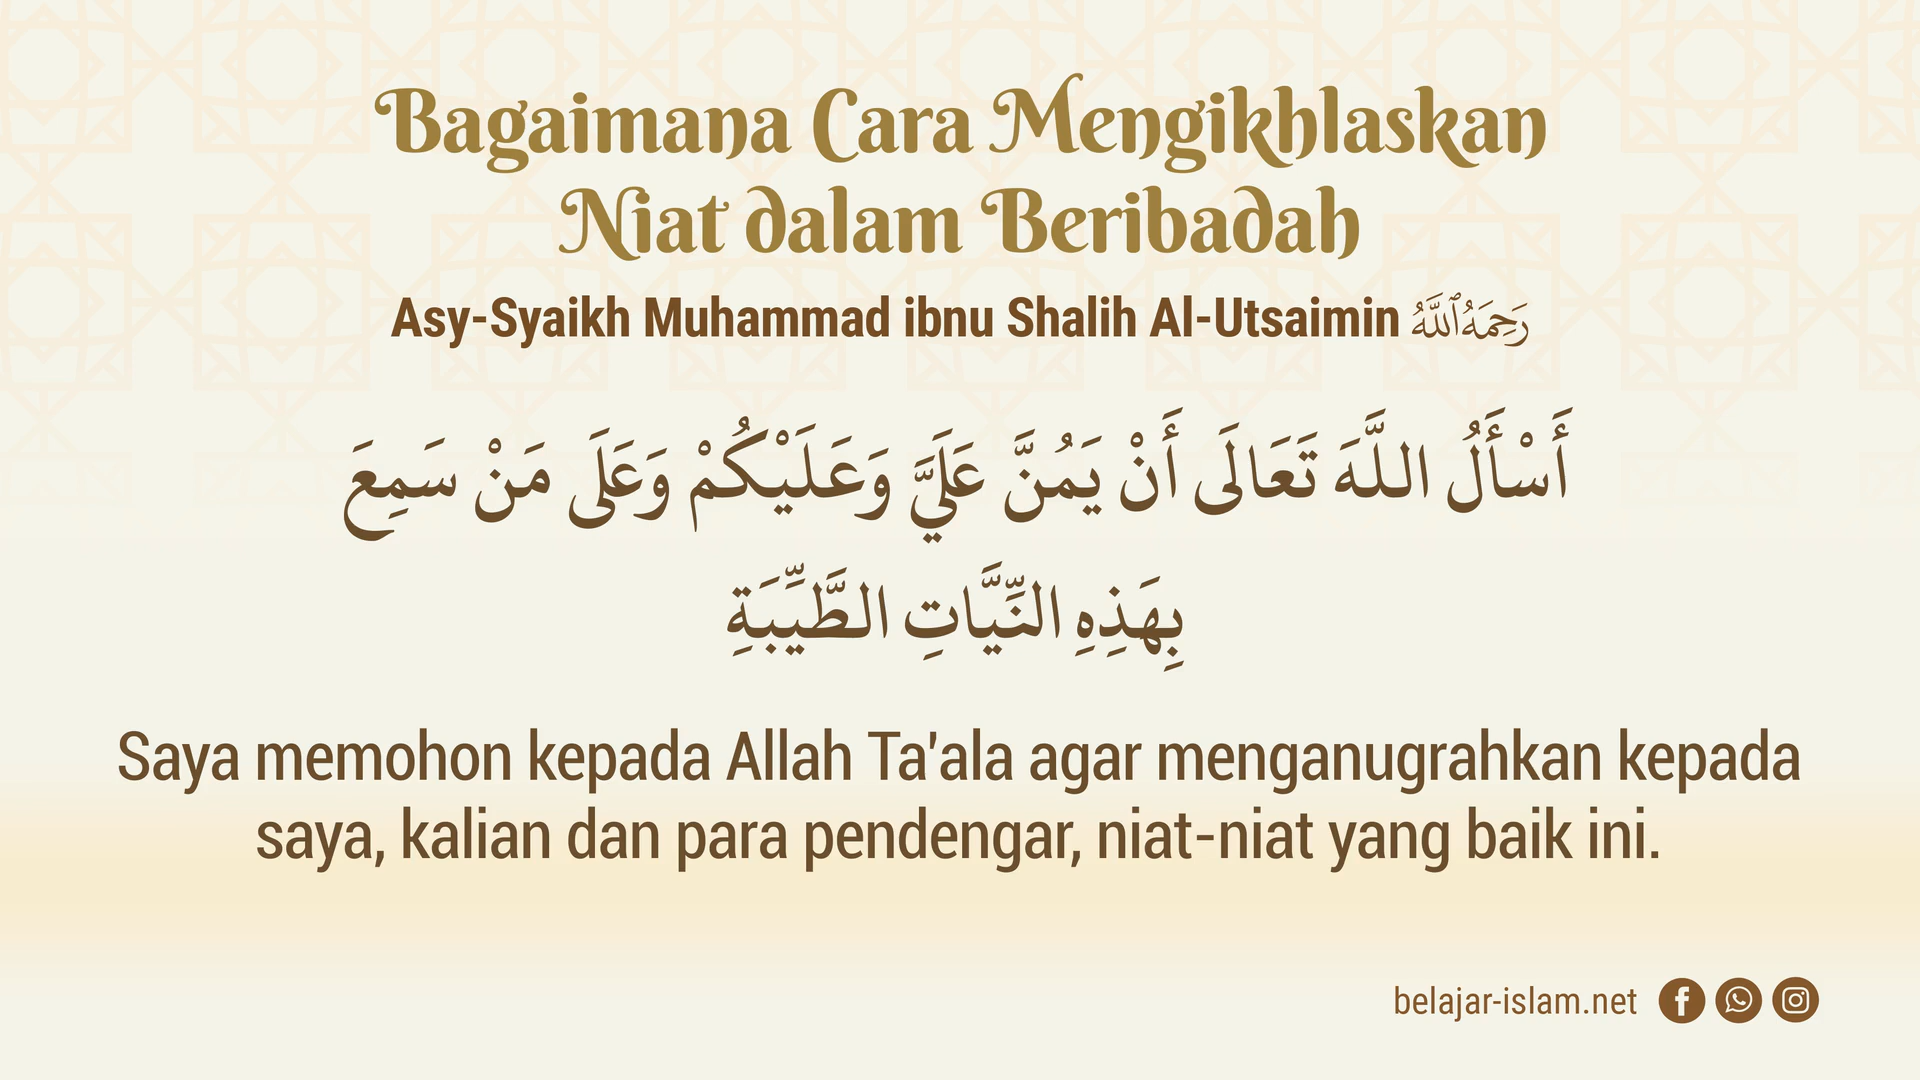 Bagaimana Cara Mengikhlaskan
Niat dalam Beribadah
Asy-Syaikh Muhammad ibnu Shalih Al-Utsaimin رَحِمَهُ ٱللَّهُ
أَسْأَلُ اللَّهَ تَعَالَى أَنْ يَمُنَّ عَلَيَّ وَعَلَيْكُمْ وَعَلَى مَنْ سَمِعَ
بِهَذِهِ النِّيَّاتِ الطَّيِّبَةِ
Saya memohon kepada Allah Ta'ala agar menganugrahkan kepada
saya, kalian dan para pendengar, niat-niat yang baik ini.
belajar-islam.net